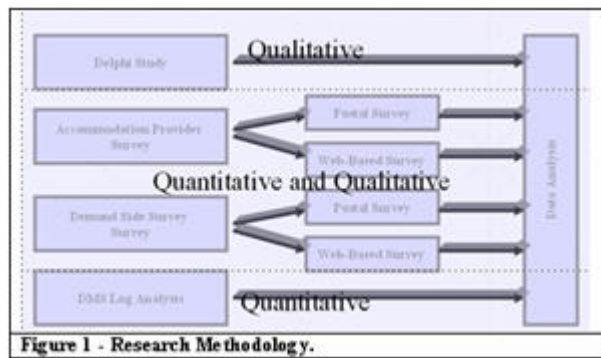 Qualitative
Delphi Study
Postal Survey
Accommodation Provider
Survey
Web-Based Survey
Quantitative and Qualitative
Postal Survey
Demand Side Survey
Survey
Web-Based Survey
DMS Log Analysis
Quantitative
Data Analysis
Figure 1 - Research Methodology.